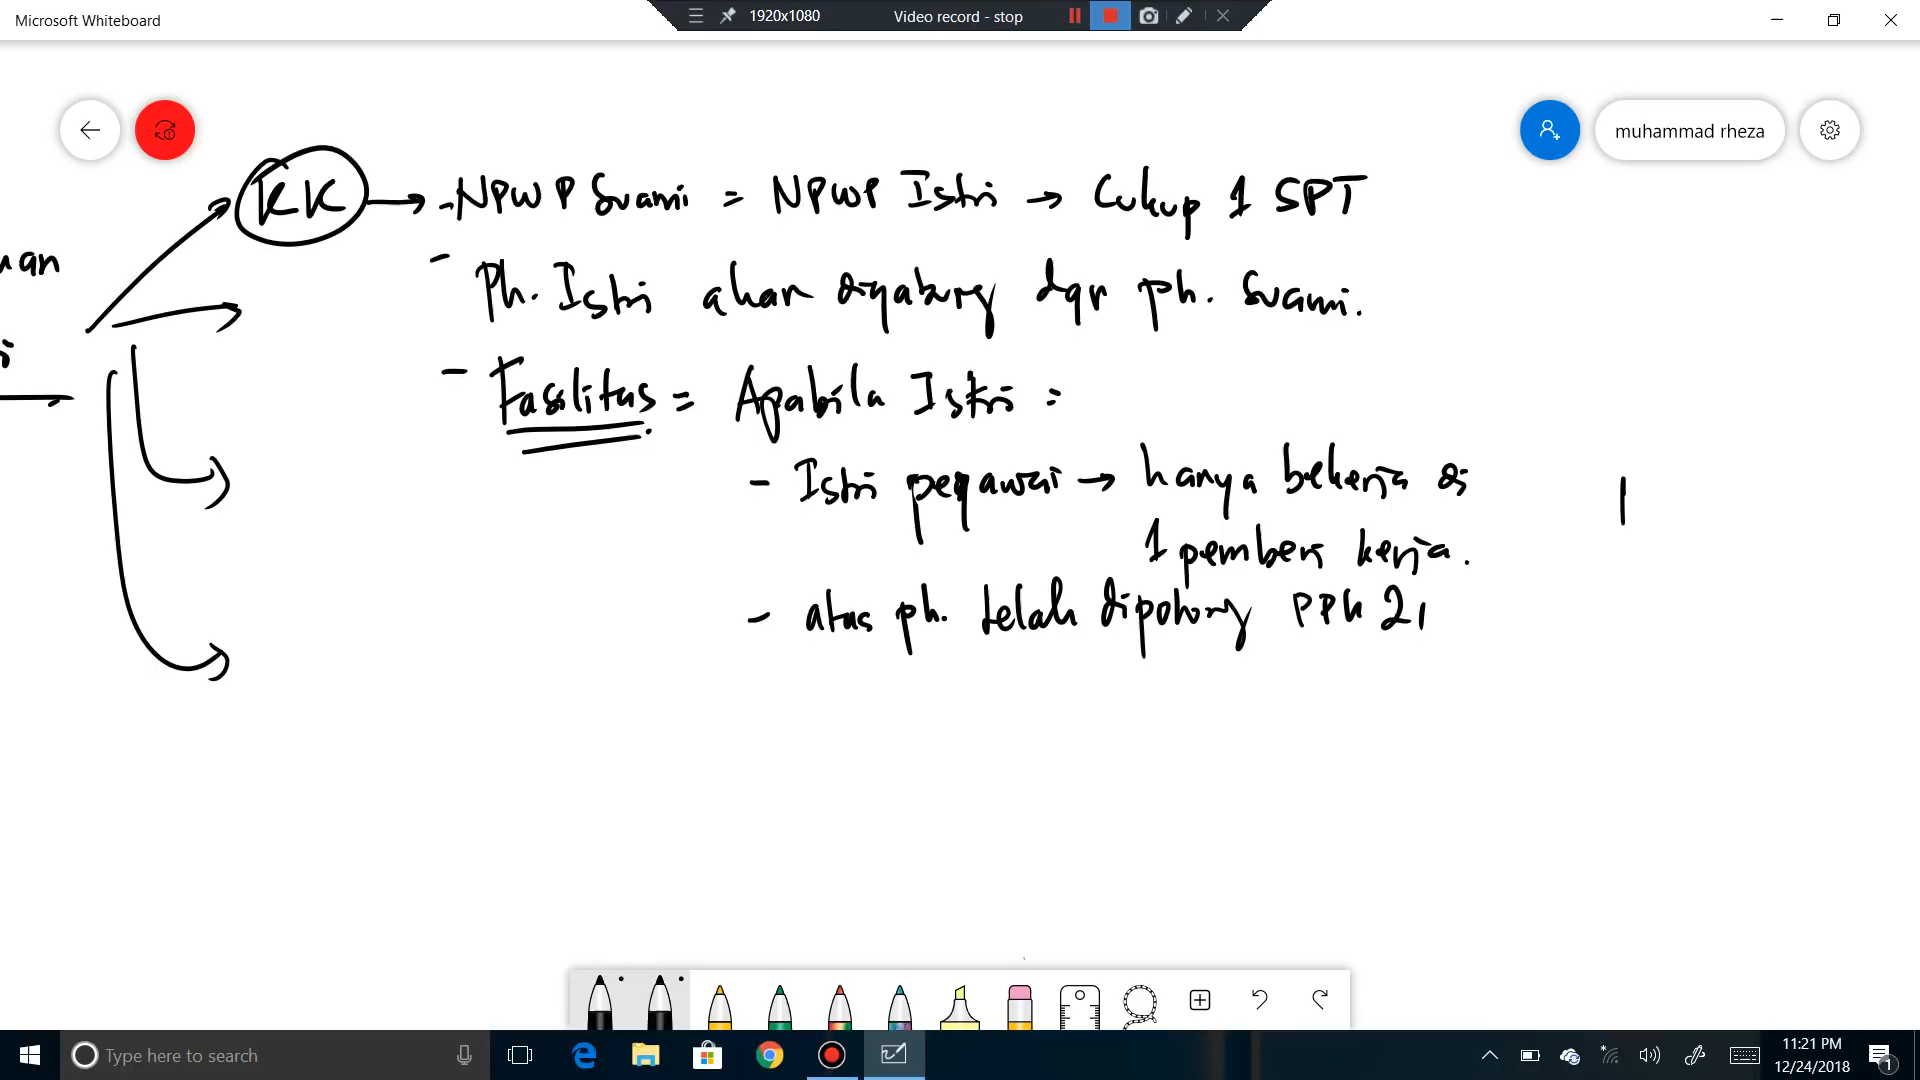 Microsoft Whiteboard
1920x1080
Video record - stop
muhammad rheza
KK → - NPWP Suami = NPWP Istri → Cukup 1 SPT
uan
- Ph. Istri akan digabung dgn ph. Suami.
i
- Fasilitas = Apabila Istri =
- Istri pegawai → hanya bekerja di
1 pemberi kerja.
- atas ph. telah dipotong PPh 21
Type here to search
11:21 PM
12/24/2018
1